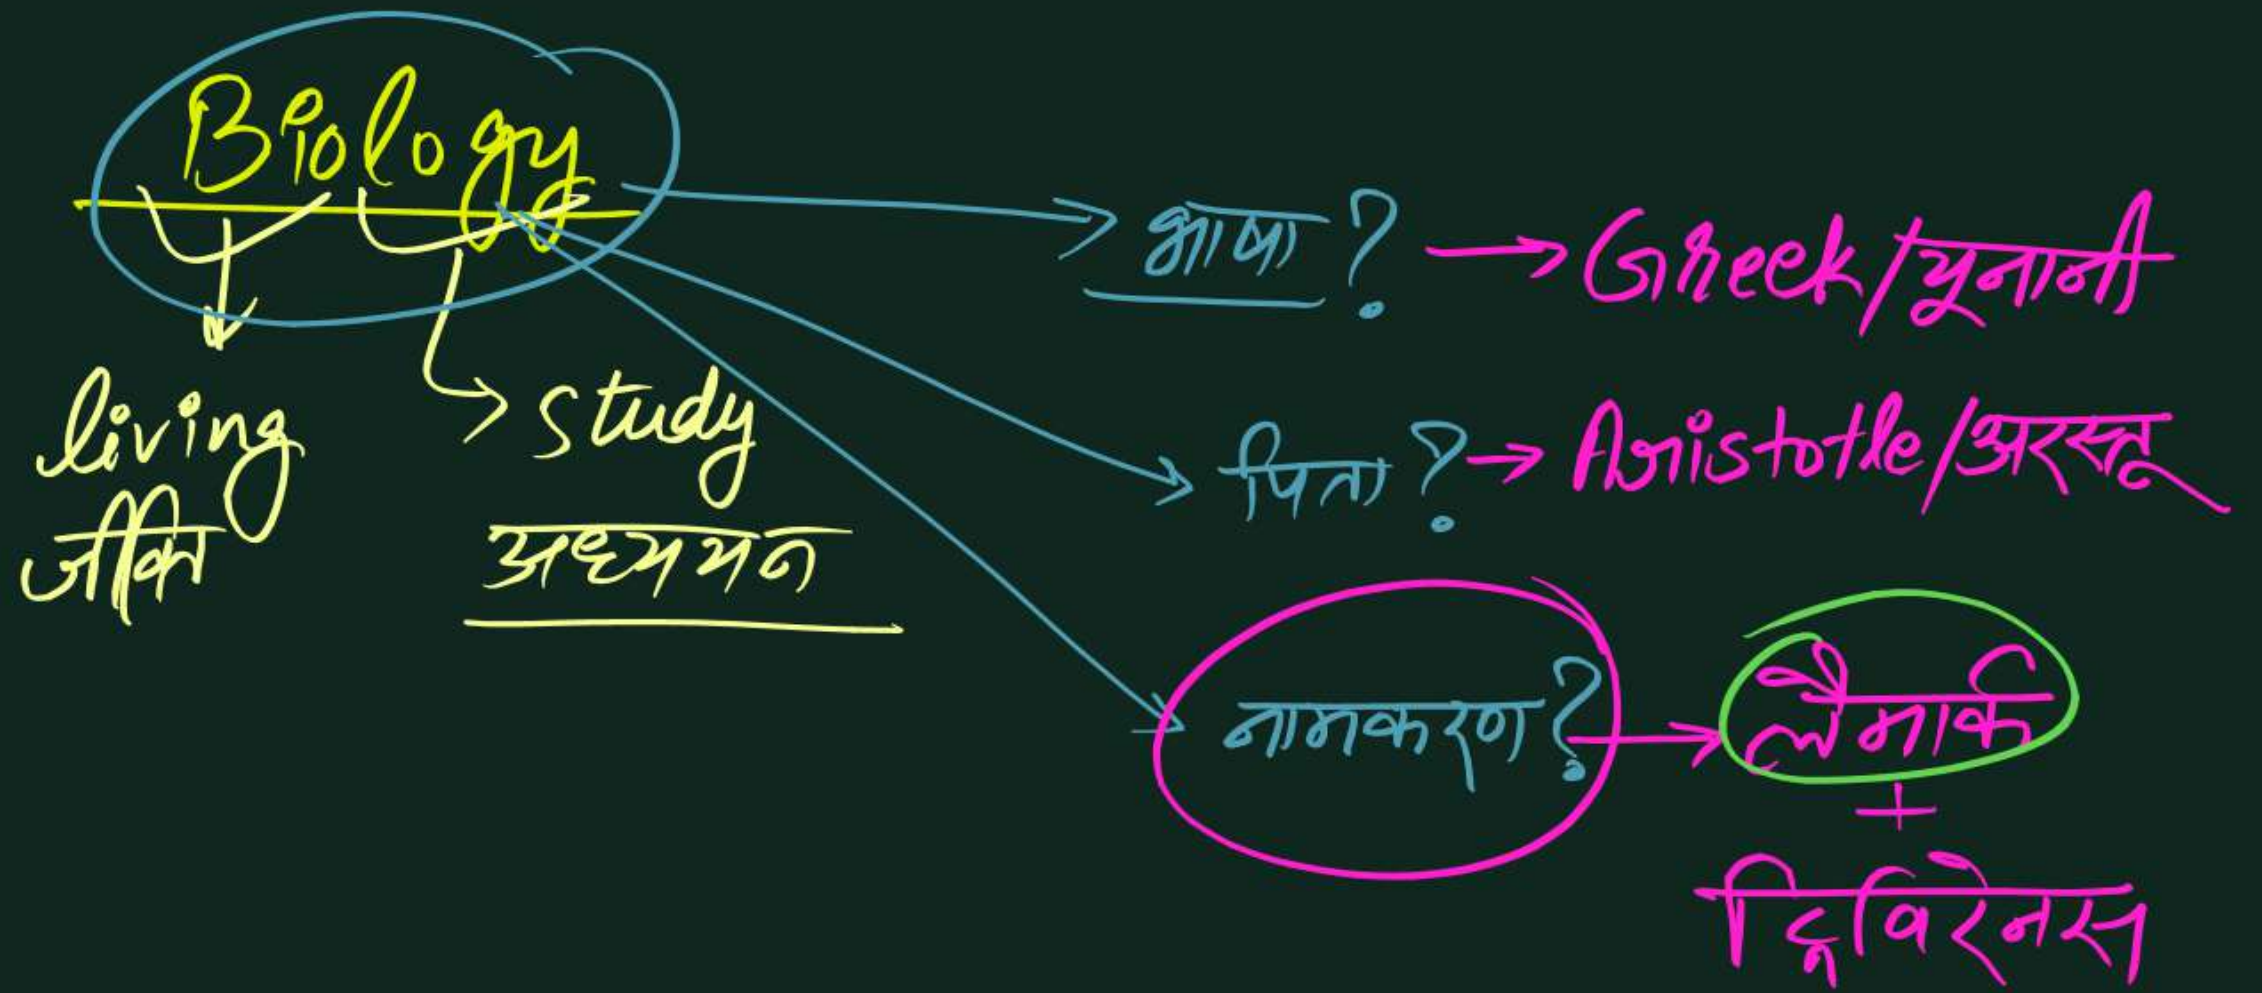 Biology
living
जीवित
study
अध्ययन
भाषा? → Greek/यूनानी
पिता? → Aristotle/अरस्तू
नामकरण? → लैमार्क
+
ट्रिविरेनस